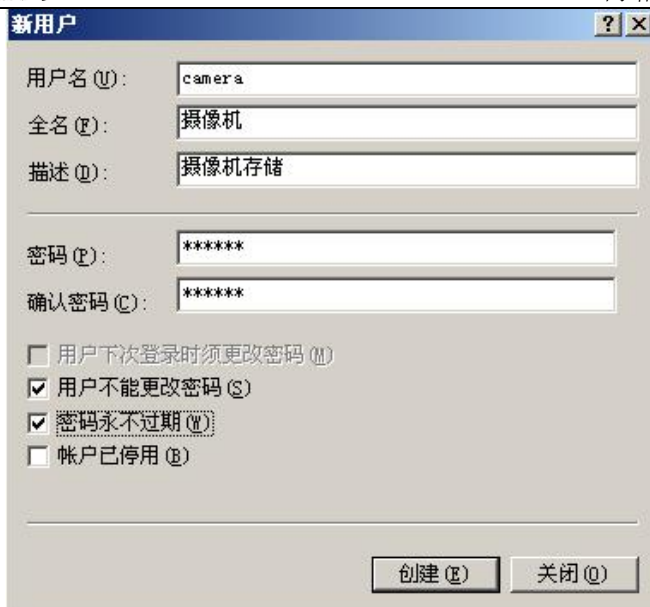 新用户
用户名(U): camera
全名(F): 摄像机
描述(D): 摄像机存储
密码(P): ******
确认密码(C): ******
用户下次登录时须更改密码(M)
用户不能更改密码(S)
密码永不过期(W)
帐户已停用(B)
创建(E) 关闭(O)